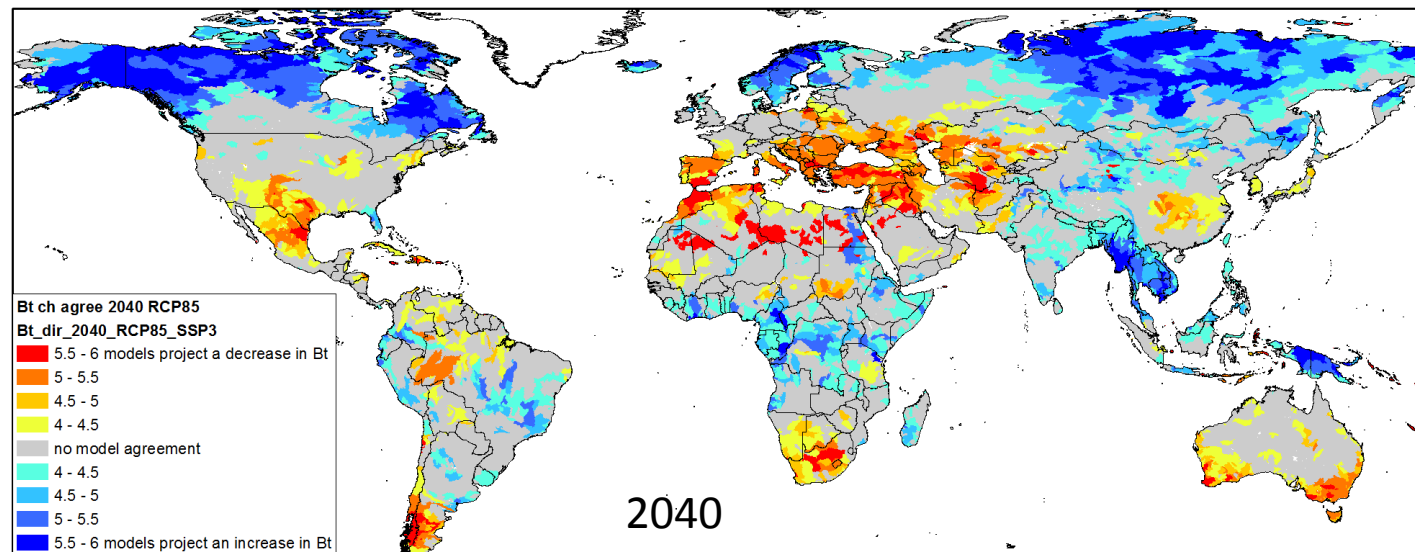 Bt ch agree 2040 RCP85
Bt_dir_2040_RCP85_SSP3
5.5 - 6 models project a decrease in Bt
5 - 5.5
4.5 - 5
4 - 4.5
no model agreement
4 - 4.5
4.5 - 5
5 - 5.5
5.5 - 6 models project an increase in Bt
2040